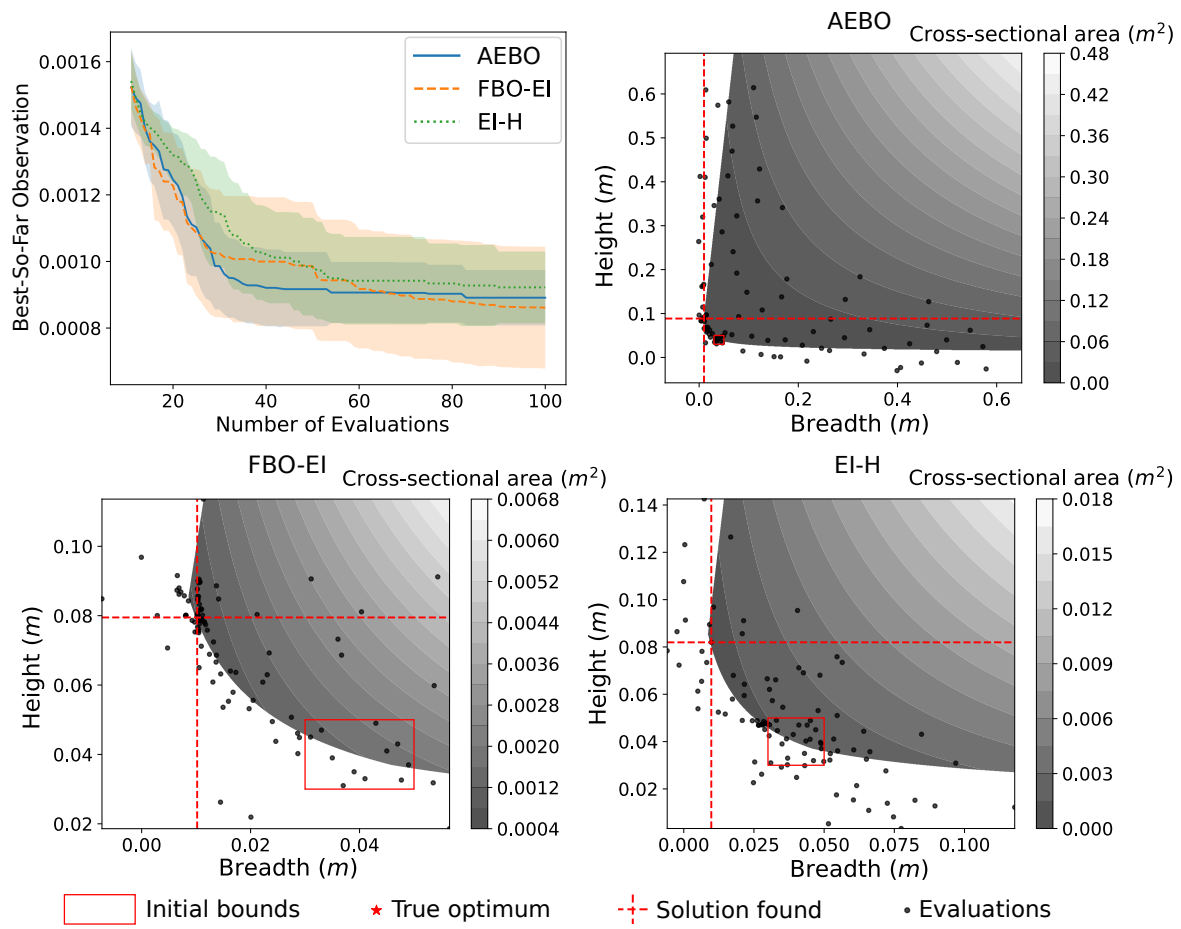 AEBO
Cross-sectional area (m²)
AEBO
FBO-EI
EI-H
Best-So-Far Observation
0.0016
0.0014
0.0012
0.0010
0.0008
20 40 60 80 100
Number of Evaluations
Height (m)
0.6
0.5
0.4
0.3
0.2
0.1
0.0
0.0 0.2 0.4 0.6
Breadth (m)
0.48
0.42
0.36
0.30
0.24
0.18
0.12
0.06
0.00
FBO-EI
Cross-sectional area (m²)
Height (m)
0.10
0.08
0.06
0.04
0.02
0.00 0.02 0.04
Breadth (m)
0.0068
0.0060
0.0052
0.0044
0.0036
0.0028
0.0020
0.0012
0.0004
EI-H
Cross-sectional area (m²)
Height (m)
0.14
0.12
0.10
0.08
0.06
0.04
0.02
0.000 0.025 0.050 0.075 0.100
Breadth (m)
0.018
0.015
0.012
0.009
0.006
0.003
0.000
Initial bounds True optimum Solution found Evaluations